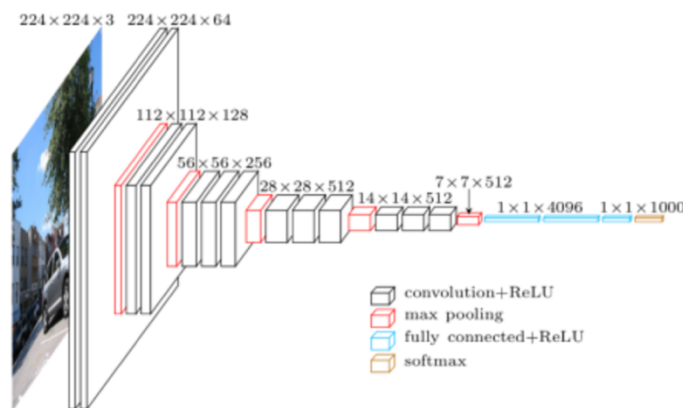 224×224×3
224×224×64
112×112×128
56×56×256
28×28×512
14×14×512
7×7×512
1×1×4096
1×1×1000
convolution+ReLU
max pooling
fully connected+ReLU
softmax